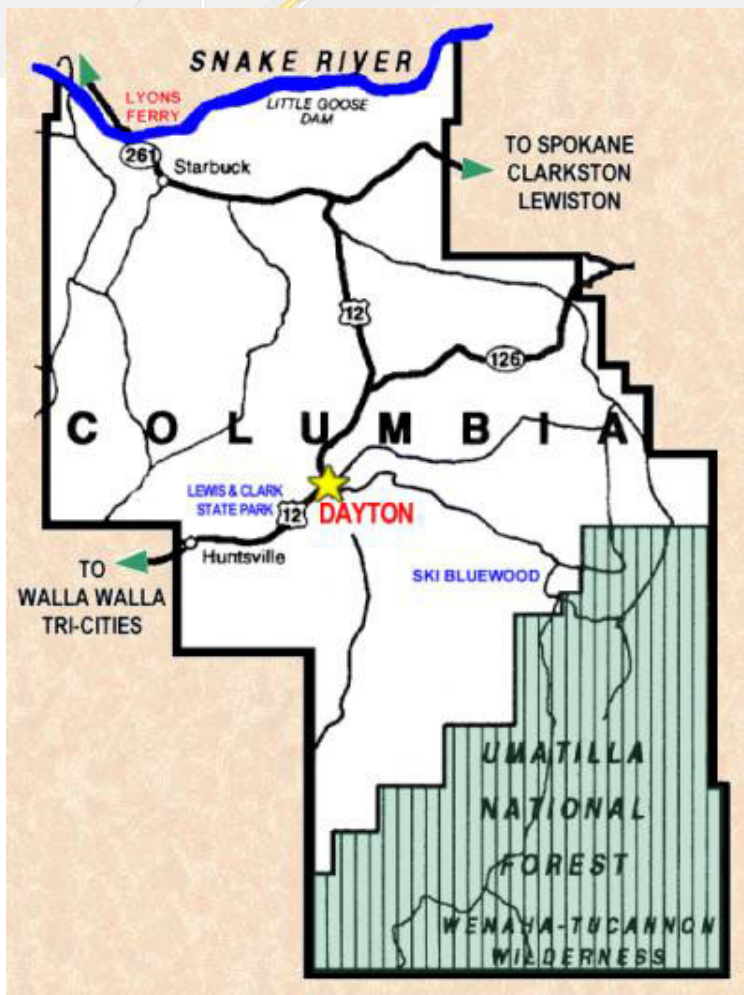 SNAKE RIVER
LYONS
FERRY
LITTLE GOOSE
DAM
261
Starbuck
TO SPOKANE
CLARKSTON
LEWISTON
12
126
COLUMBIA
LEWIS & CLARK
STATE PARK
12
DAYTON
Huntsville
TO
WALLA WALLA
TRI-CITIES
SKI BLUEWOOD
UMATILLA
NATIONAL
FOREST
WENAHA-TUCANNON
WILDERNESS